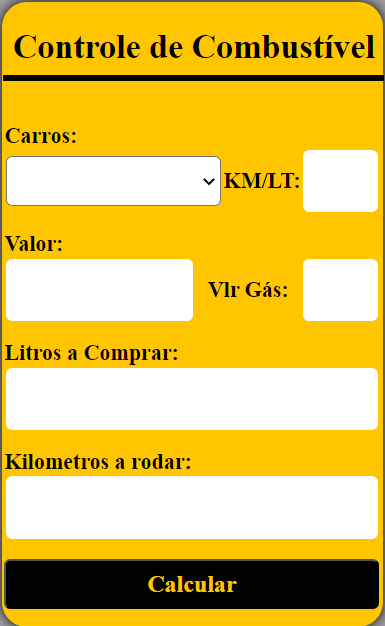 Controle de Combustível
Carros:
KM/LT:
Valor:
Vlr Gás:
Litros a Comprar:
Kilometros a rodar:
Calcular